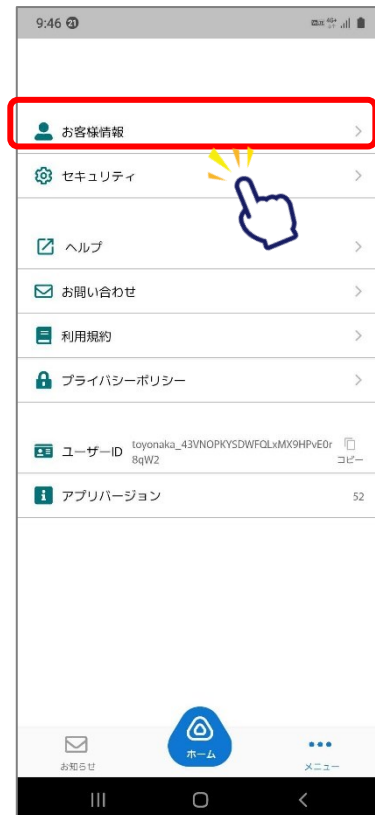 9:46 21
お客様情報
セキュリティ
ヘルプ
お問い合わせ
利用規約
プライバシーポリシー
ユーザーID toyonaka_43VNOPKYSDWFQLxMX9HPvE0r
8qW2 コピー
アプリバージョン 52
お知らせ ホーム メニュー